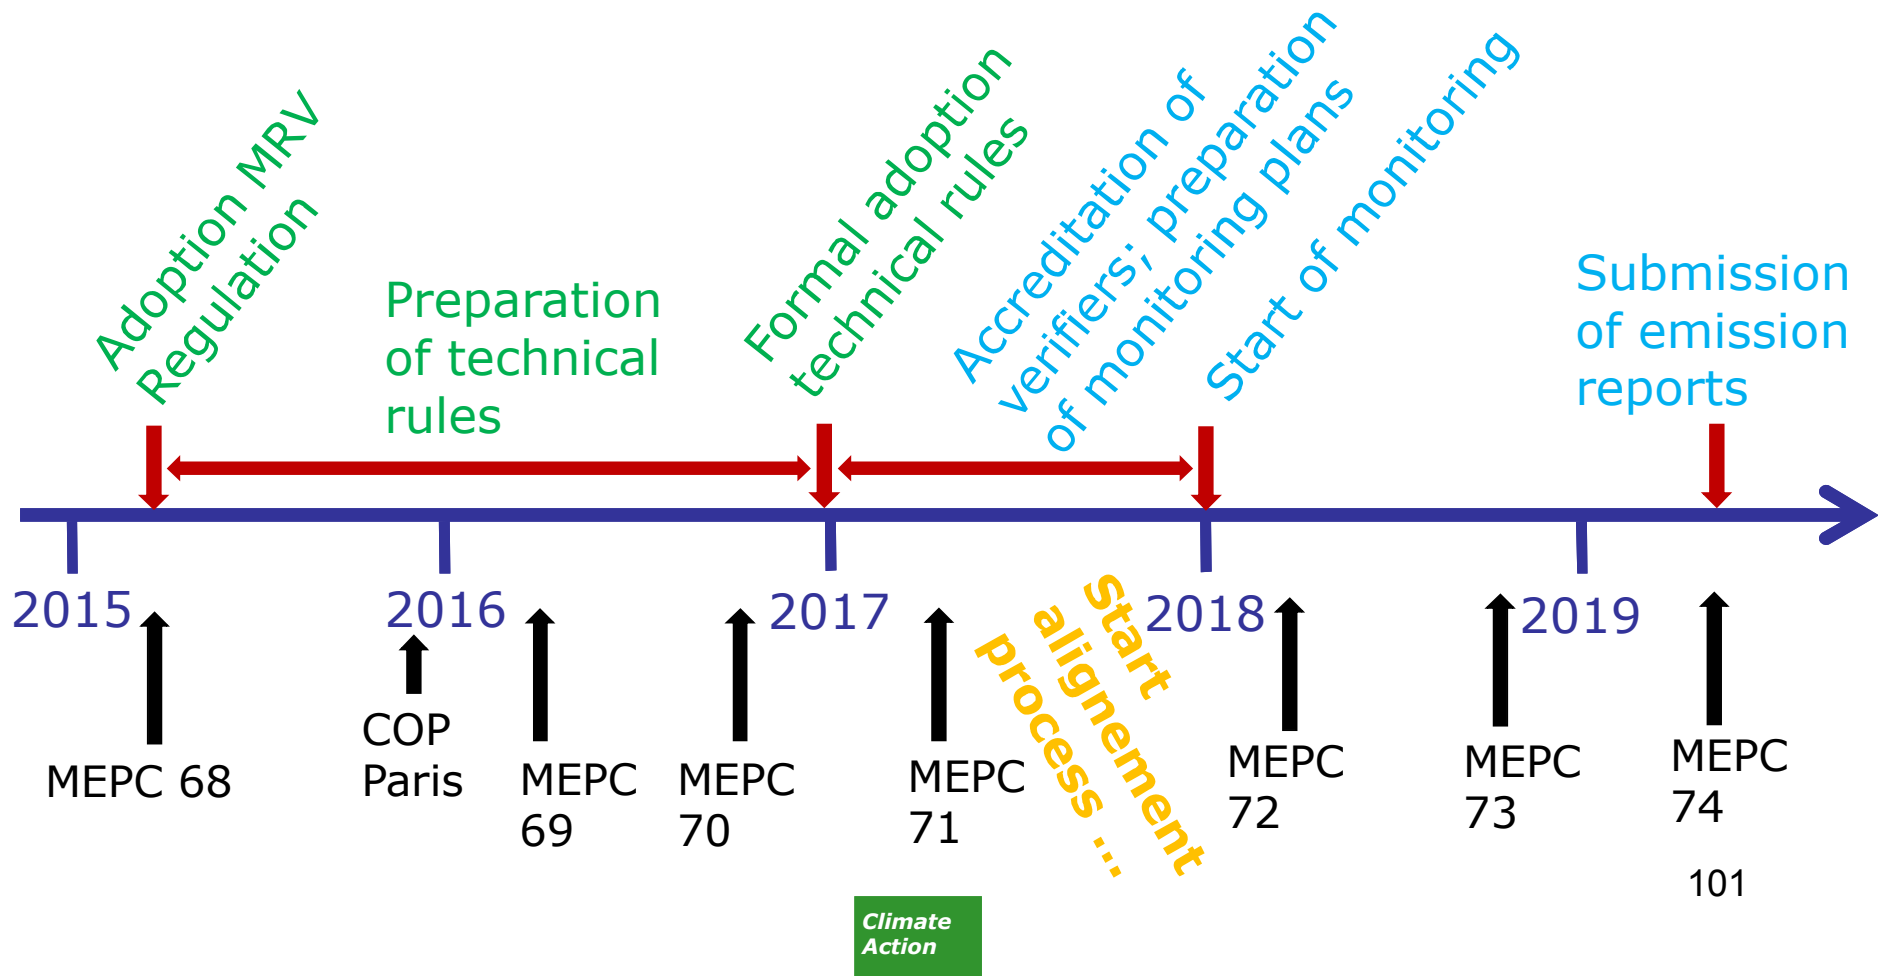 Adoption MRV
Regulation
Preparation
of technical
rules
Formal adoption
technical rules
Accreditation of
verifiers; preparation
of monitoring plans
Start of monitoring
Submission
of emission
reports
2015
2016
2017
2018
2019
MEPC 68
COP
Paris
MEPC
69
MEPC
70
MEPC
71
Start
alignement
process ...
MEPC
72
MEPC
73
MEPC
74
101
Climate
Action